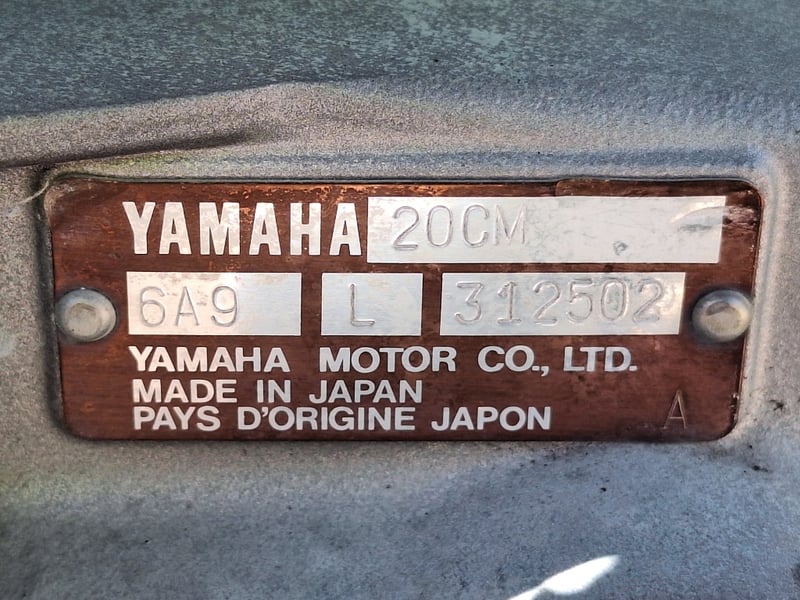 YAMAHA 20CM
6A9 L 312502
YAMAHA MOTOR CO., LTD.
MADE IN JAPAN
PAYS D'ORIGINE JAPON A